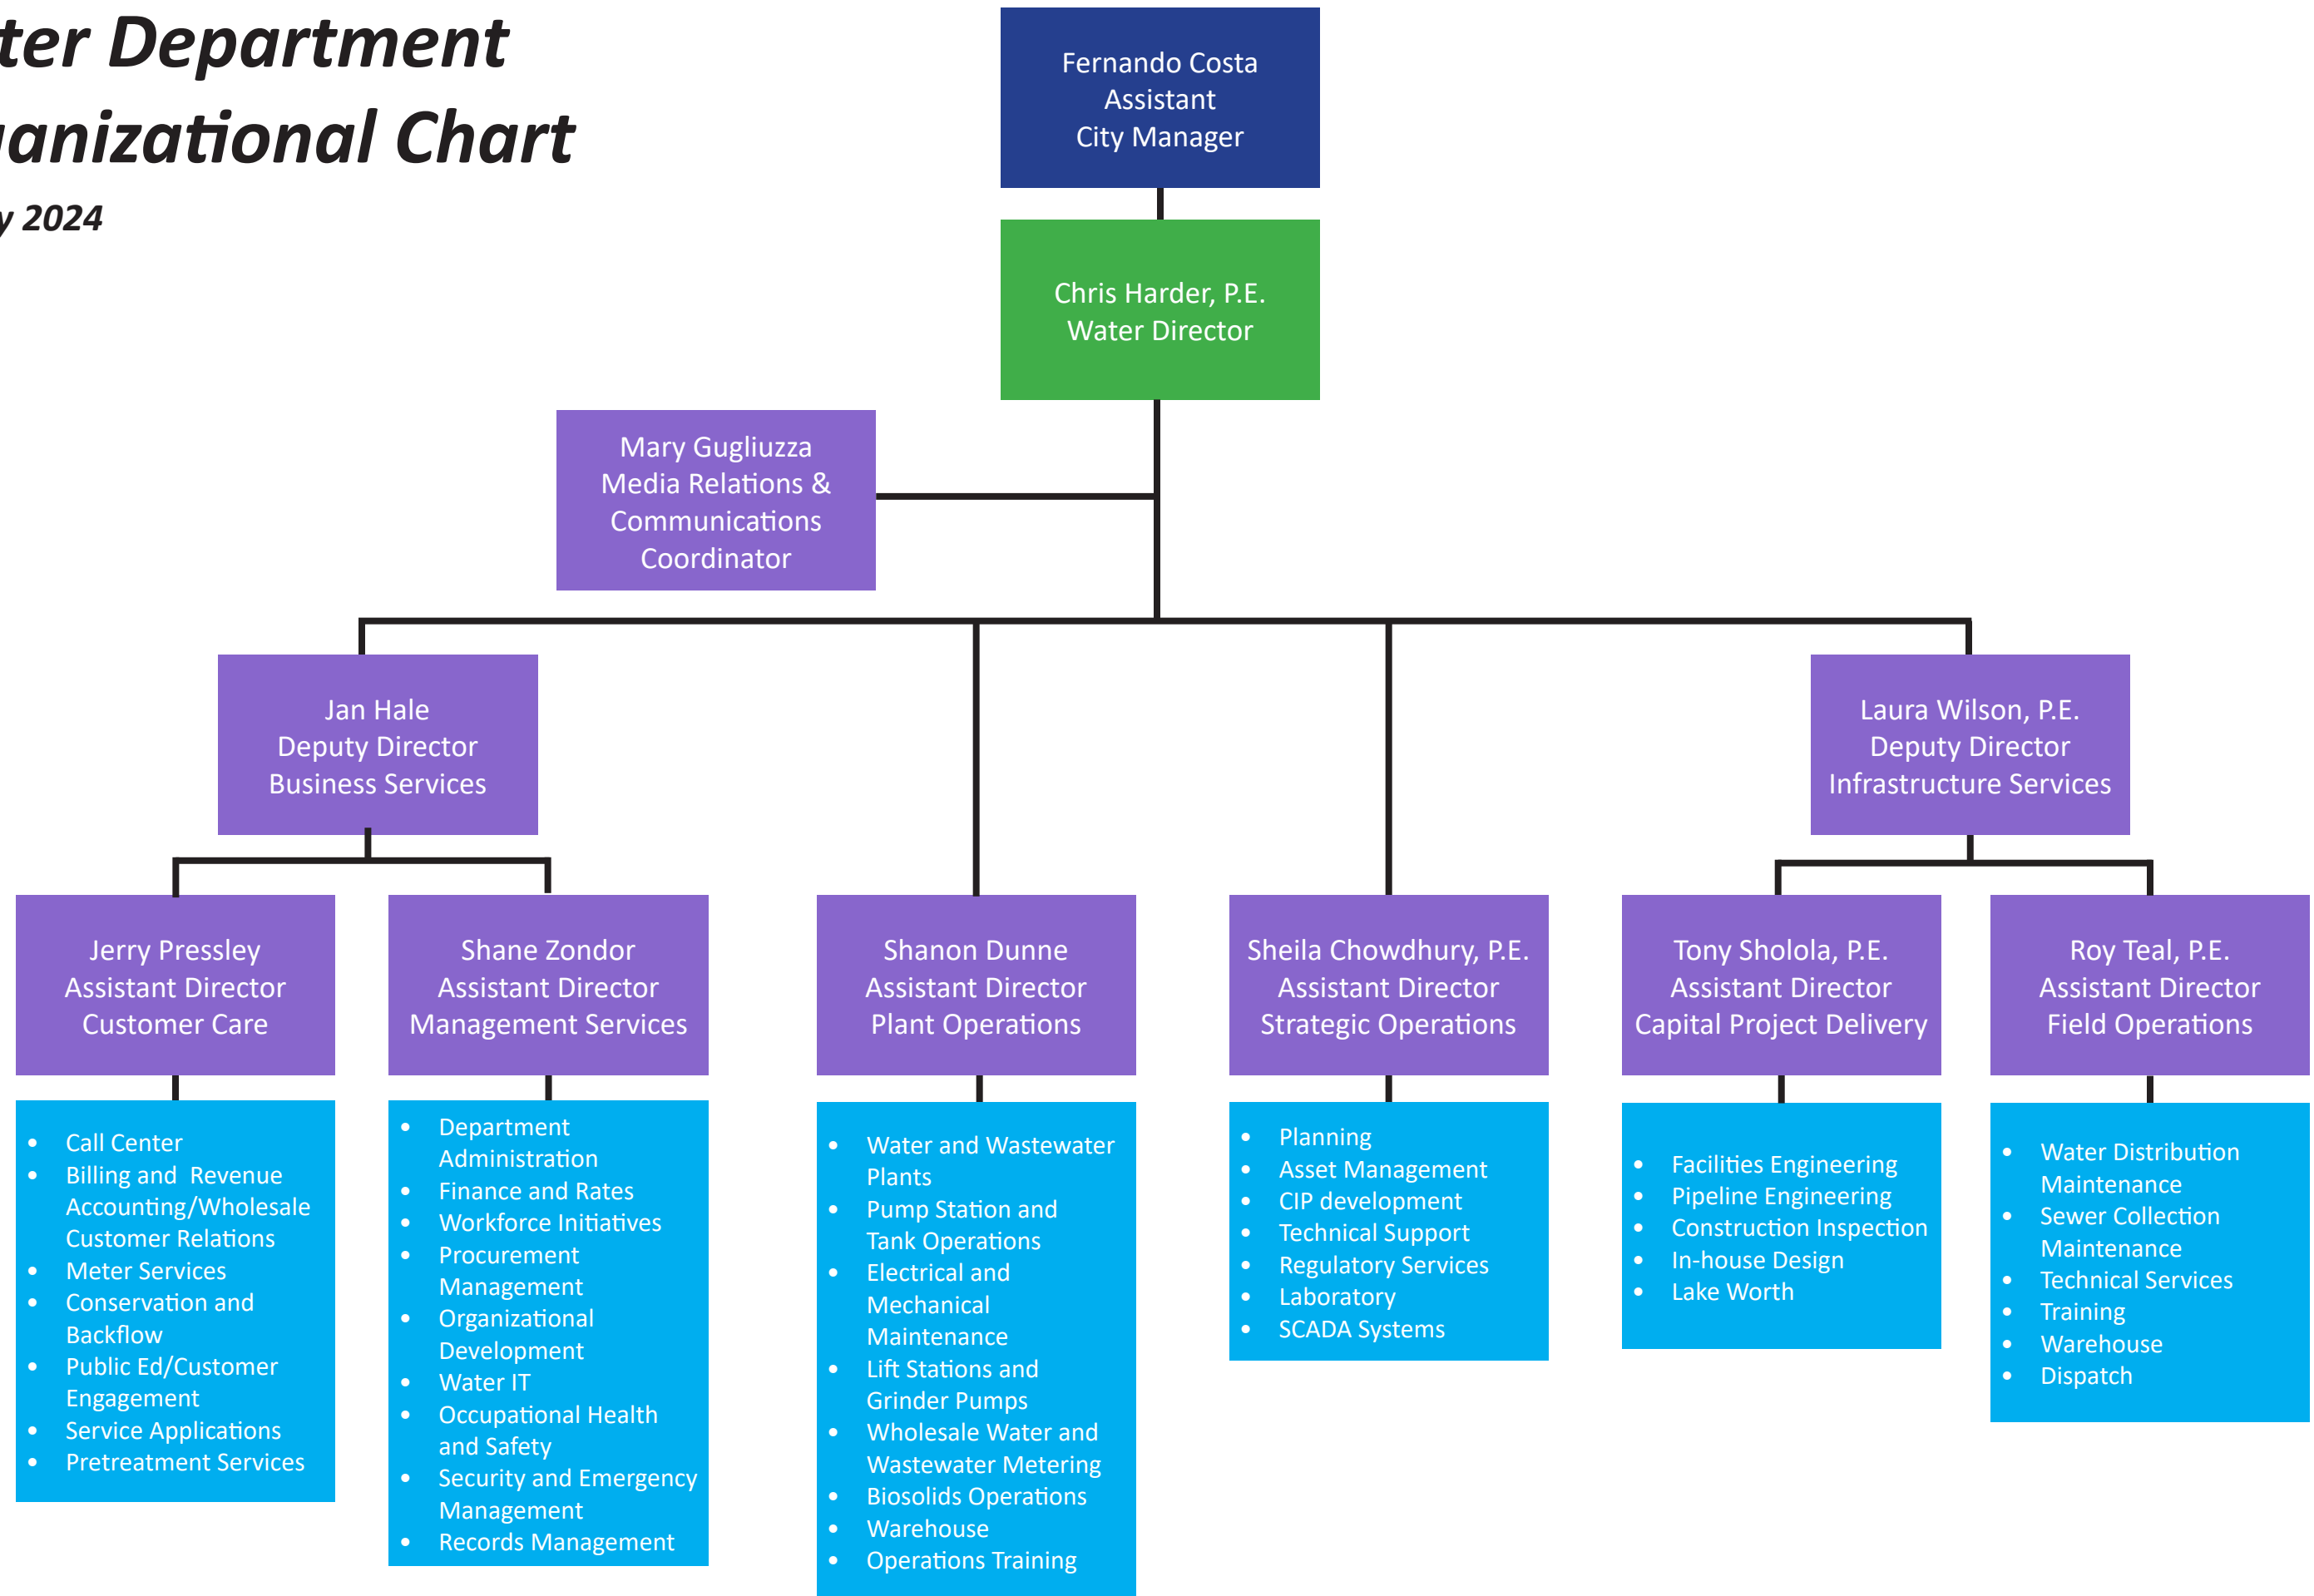 ter Department
ganizational Chart
y 2024
Fernando Costa
Assistant
City Manager
Chris Harder, P.E.
Water Director
Mary Gugliuzza
Media Relations &
Communications
Coordinator
Jan Hale
Deputy Director
Business Services
Laura Wilson, P.E.
Deputy Director
Infrastructure Services
Jerry Pressley
Assistant Director
Customer Care
Shane Zondor
Assistant Director
Management Services
Shanon Dunne
Assistant Director
Plant Operations
Sheila Chowdhury, P.E.
Assistant Director
Strategic Operations
Tony Sholola, P.E.
Assistant Director
Capital Project Delivery
Roy Teal, P.E.
Assistant Director
Field Operations
• Call Center
• Billing and Revenue
Accounting/Wholesale
Customer Relations
• Meter Services
• Conservation and
Backflow
• Public Ed/Customer
Engagement
• Service Applications
• Pretreatment Services
• Department
Administration
• Finance and Rates
• Workforce Initiatives
• Procurement
Management
• Organizational
Development
• Water IT
• Occupational Health
and Safety
• Security and Emergency
Management
• Records Management
• Water and Wastewater
Plants
• Pump Station and
Tank Operations
• Electrical and
Mechanical
Maintenance
• Lift Stations and
Grinder Pumps
• Wholesale Water and
Wastewater Metering
• Biosolids Operations
• Warehouse
• Operations Training
• Planning
• Asset Management
• CIP development
• Technical Support
• Regulatory Services
• Laboratory
• SCADA Systems
• Facilities Engineering
• Pipeline Engineering
• Construction Inspection
• In-house Design
• Lake Worth
• Water Distribution
Maintenance
• Sewer Collection
Maintenance
• Technical Services
• Training
• Warehouse
• Dispatch